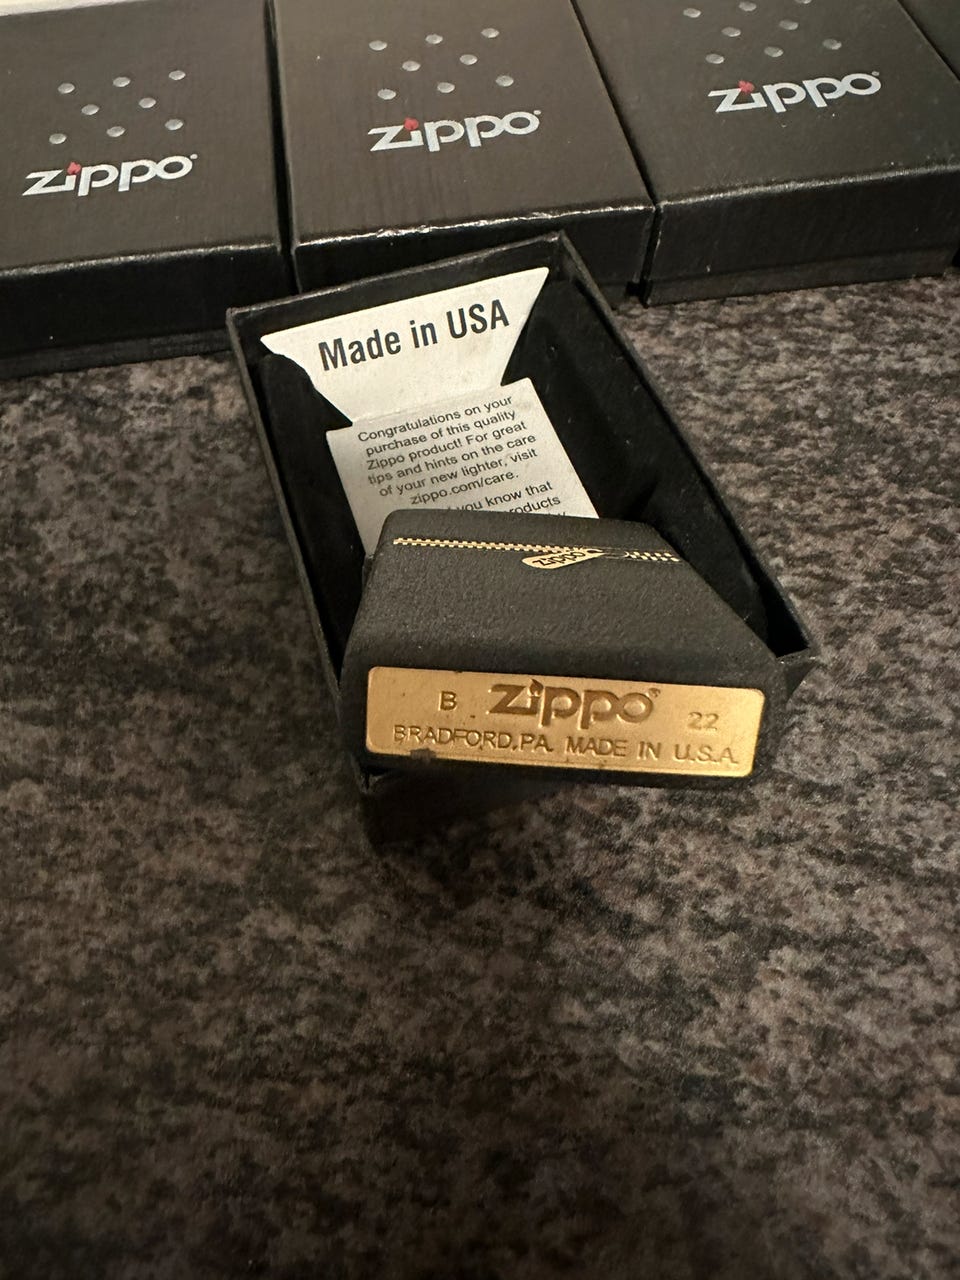 zippo
zippo
zippo
Made in USA
Congratulations on your
purchase of this quality
Zippo product! For great
tips and hints on the care
of your new lighter, visit
zippo.com/care.
you know that
products
zippo
B zippo® 22
BRADFORD,PA. MADE IN U.S.A.